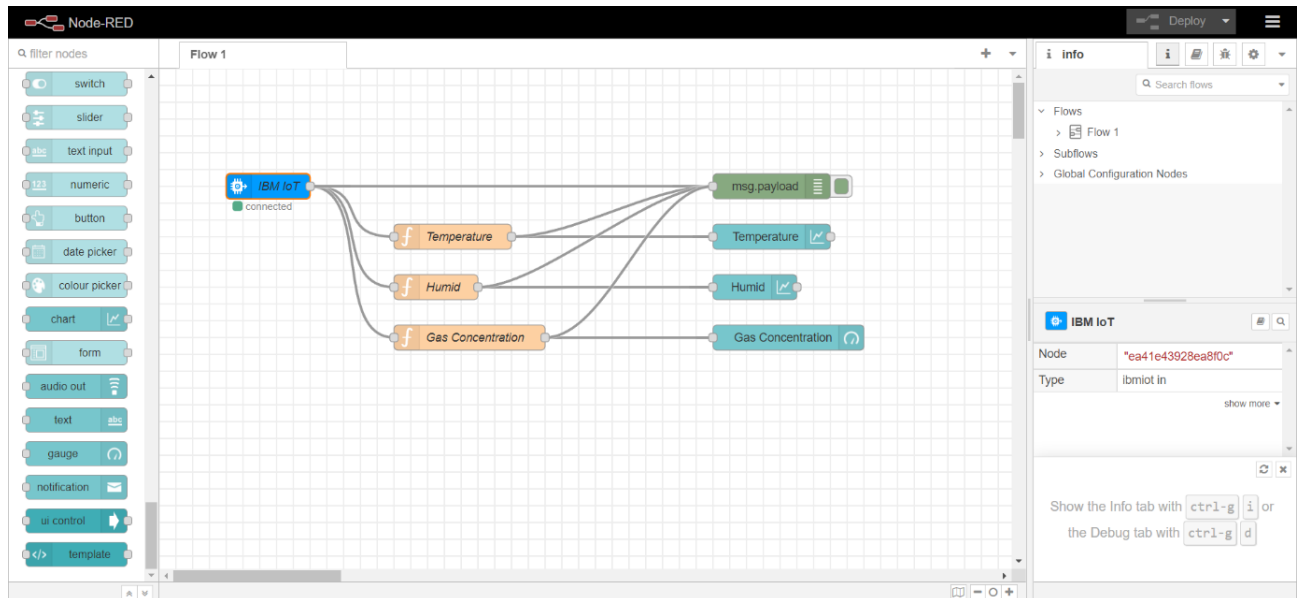 Node-RED
Deploy
filter nodes
Flow 1
i info
i
Search flows
switch
slider
abc text input
123 numeric
button
date picker
colour picker
chart
form
audio out
text abc
gauge
notification
ui control
</> template
IBM IoT
connected
f Temperature
f Humid
f Gas Concentration
msg.payload
Temperature
Humid
Gas Concentration
Flows
Flow 1
Subflows
Global Configuration Nodes
IBM IoT
Node "ea41e43928ea8f0c"
Type ibmiot in
show more
Show the Info tab with ctrl-g i or
the Debug tab with ctrl-g d